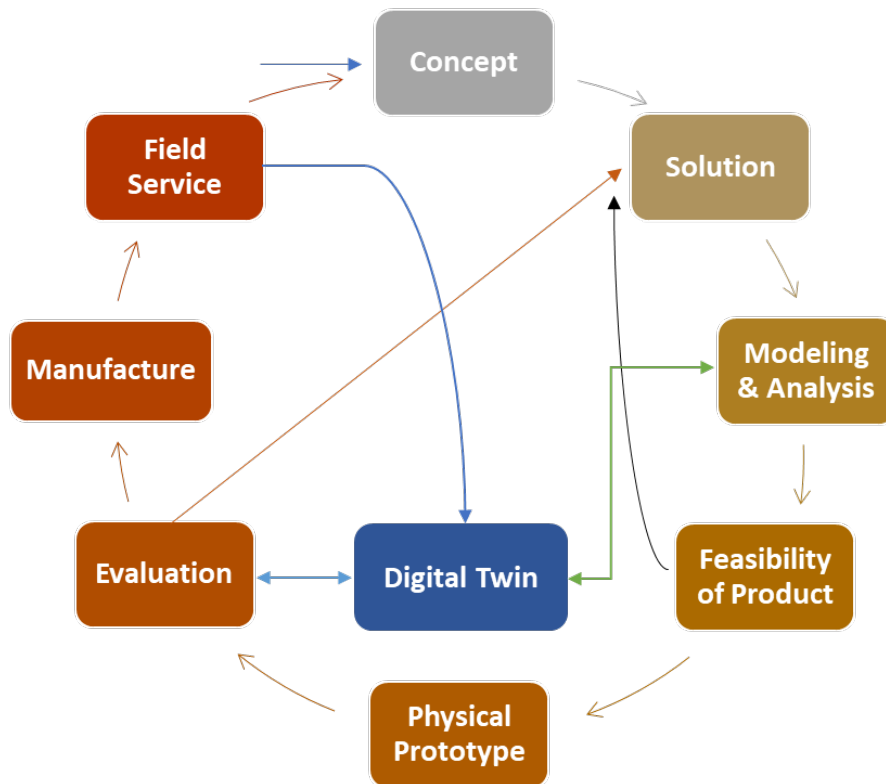 Concept
Field
Service
Solution
Manufacture
Modeling
& Analysis
Evaluation
Digital Twin
Feasibility
of Product
Physical
Prototype